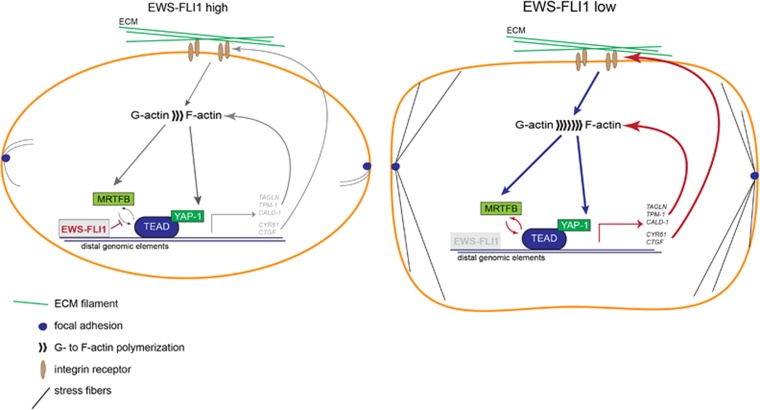 EWS-FLI1 high
ECM
G-actin F-actin
MRTFB
YAP-1
TEAD
EWS-FLI1
TAGLN
TPM-1
CALD-1
CYR61
CTGF
distal genomic elements
EWS-FLI1 low
ECM
G-actin F-actin
MRTFB
YAP-1
TEAD
EWS-FLI1
TAGLN
TPM-1
CALD-1
CYR61
CTGF
distal genomic elements
ECM filament
focal adhesion
G- to F-actin polymerization
integrin receptor
stress fibers